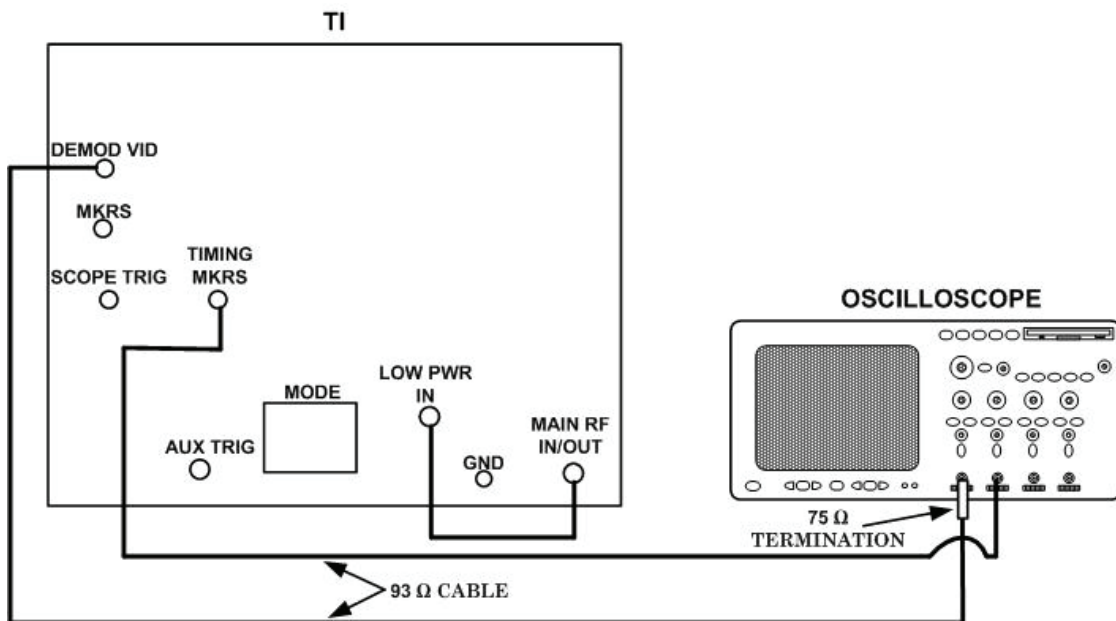 TI
DEMOD VID
MKRS
TIMING
MKRS
SCOPE TRIG
OSCILLOSCOPE
MODE
LOW PWR
IN
AUX TRIG
GND
MAIN RF
IN/OUT
75 Ω
TERMINATION
93 Ω CABLE